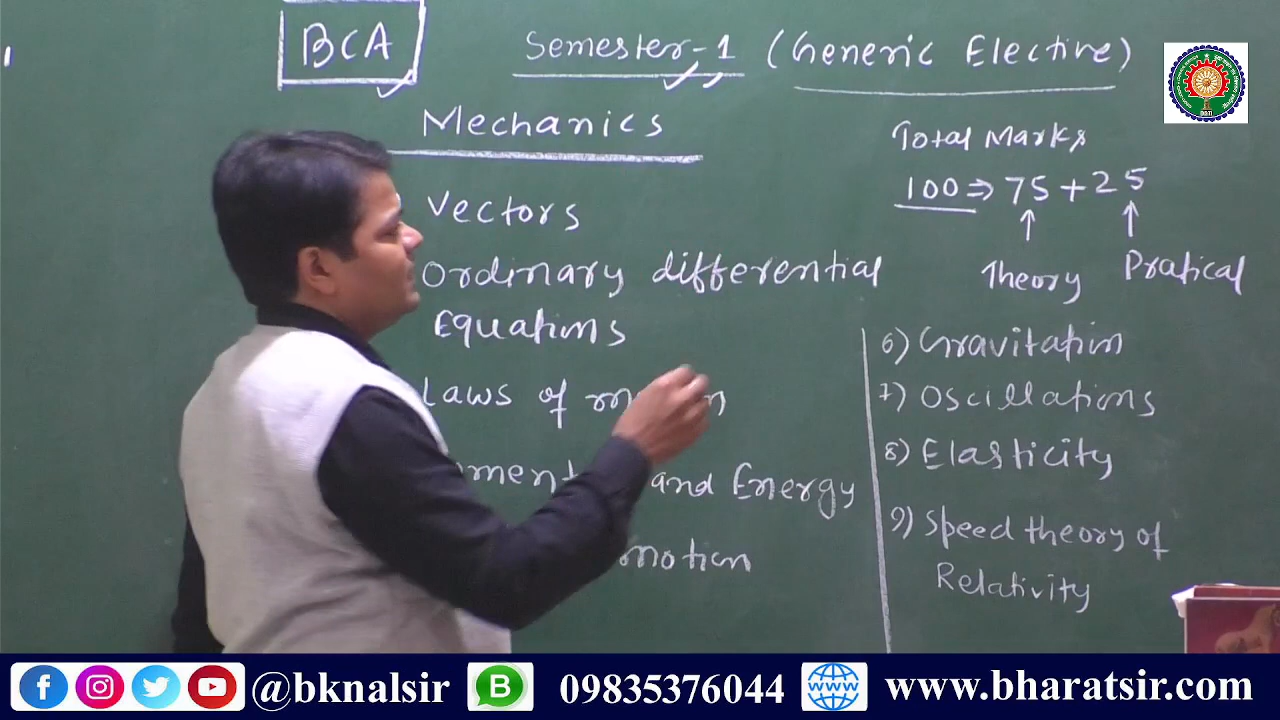 BCA
Semester-1 (Generic Elective)
Mechanics
Vectors
Ordinary differential
Equations
Laws of
and Energy
motion
Total Marks
100 ⇒ 75 + 25
Theory
Pratical
6) Gravitation
7) Oscillations
8) Elasticity
9) Speed theory of
Relativity
@bknalsir
09835376044
www.bharatsir.com